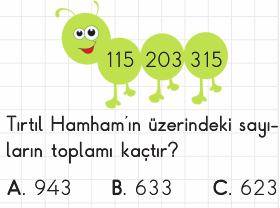 115 203 315
Tırtıl Hamham'ın üzerindeki sayı-
ların toplamı kaçtır?
A. 943 B. 633 C. 623